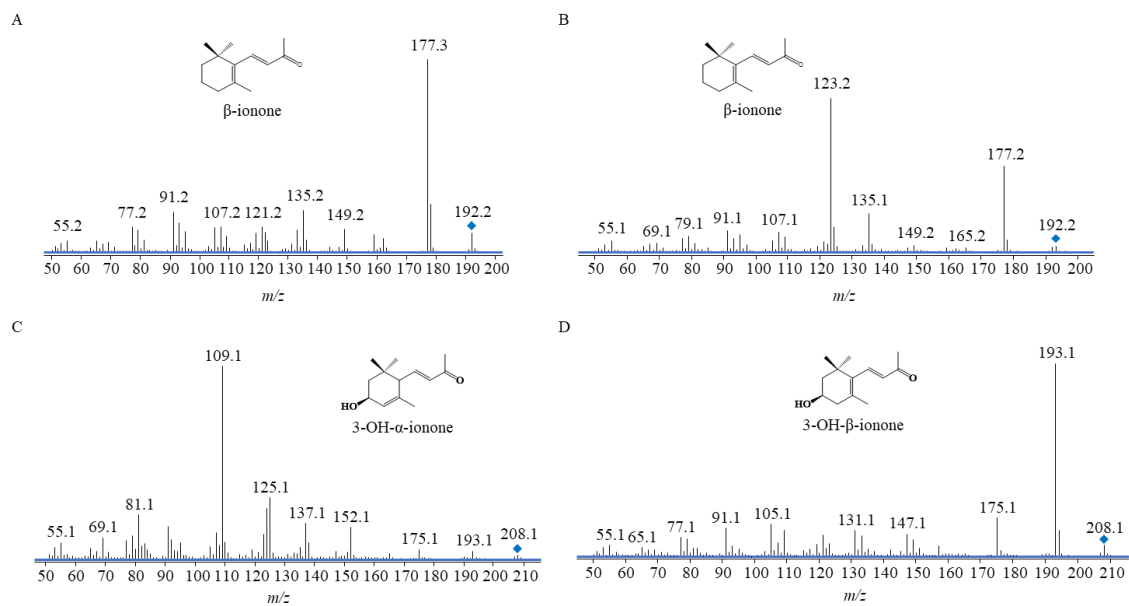 A
β-ionone
177.3
55.2
77.2
91.2
107.2
121.2
135.2
149.2
192.2
50 60 70 80 90 100 110 120 130 140 150 160 170 180 190 200
m/z
B
β-ionone
123.2
177.2
55.1
69.1
79.1
91.1
107.1
135.1
149.2
165.2
192.2
50 60 70 80 90 100 110 120 130 140 150 160 170 180 190 200
m/z
C
O
HO
3-OH-α-ionone
109.1
55.1
69.1
81.1
125.1
137.1
152.1
175.1
193.1
208.1
50 60 70 80 90 100 110 120 130 140 150 160 170 180 190 200 210
m/z
D
O
HO
3-OH-β-ionone
193.1
55.1
65.1
77.1
91.1
105.1
131.1
147.1
175.1
208.1
50 60 70 80 90 100 110 120 130 140 150 160 170 180 190 200 210
m/z